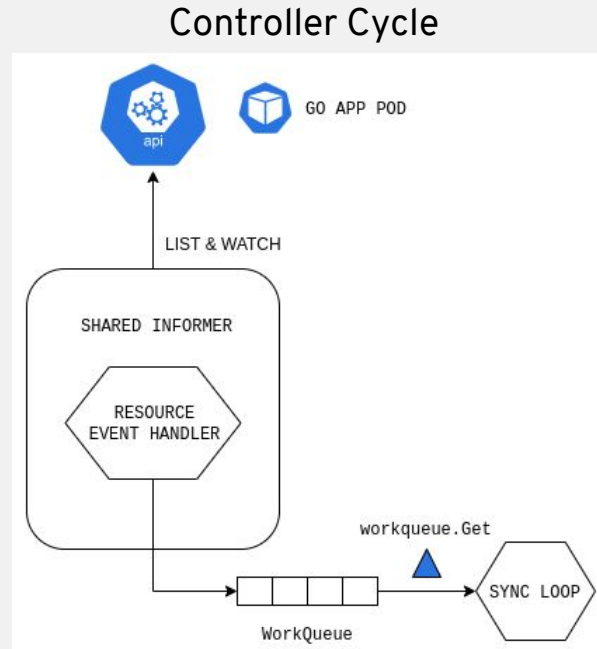 Controller Cycle
api
GO APP POD
LIST & WATCH
SHARED INFORMER
RESOURCE
EVENT HANDLER
workqueue.Get
SYNC LOOP
WorkQueue